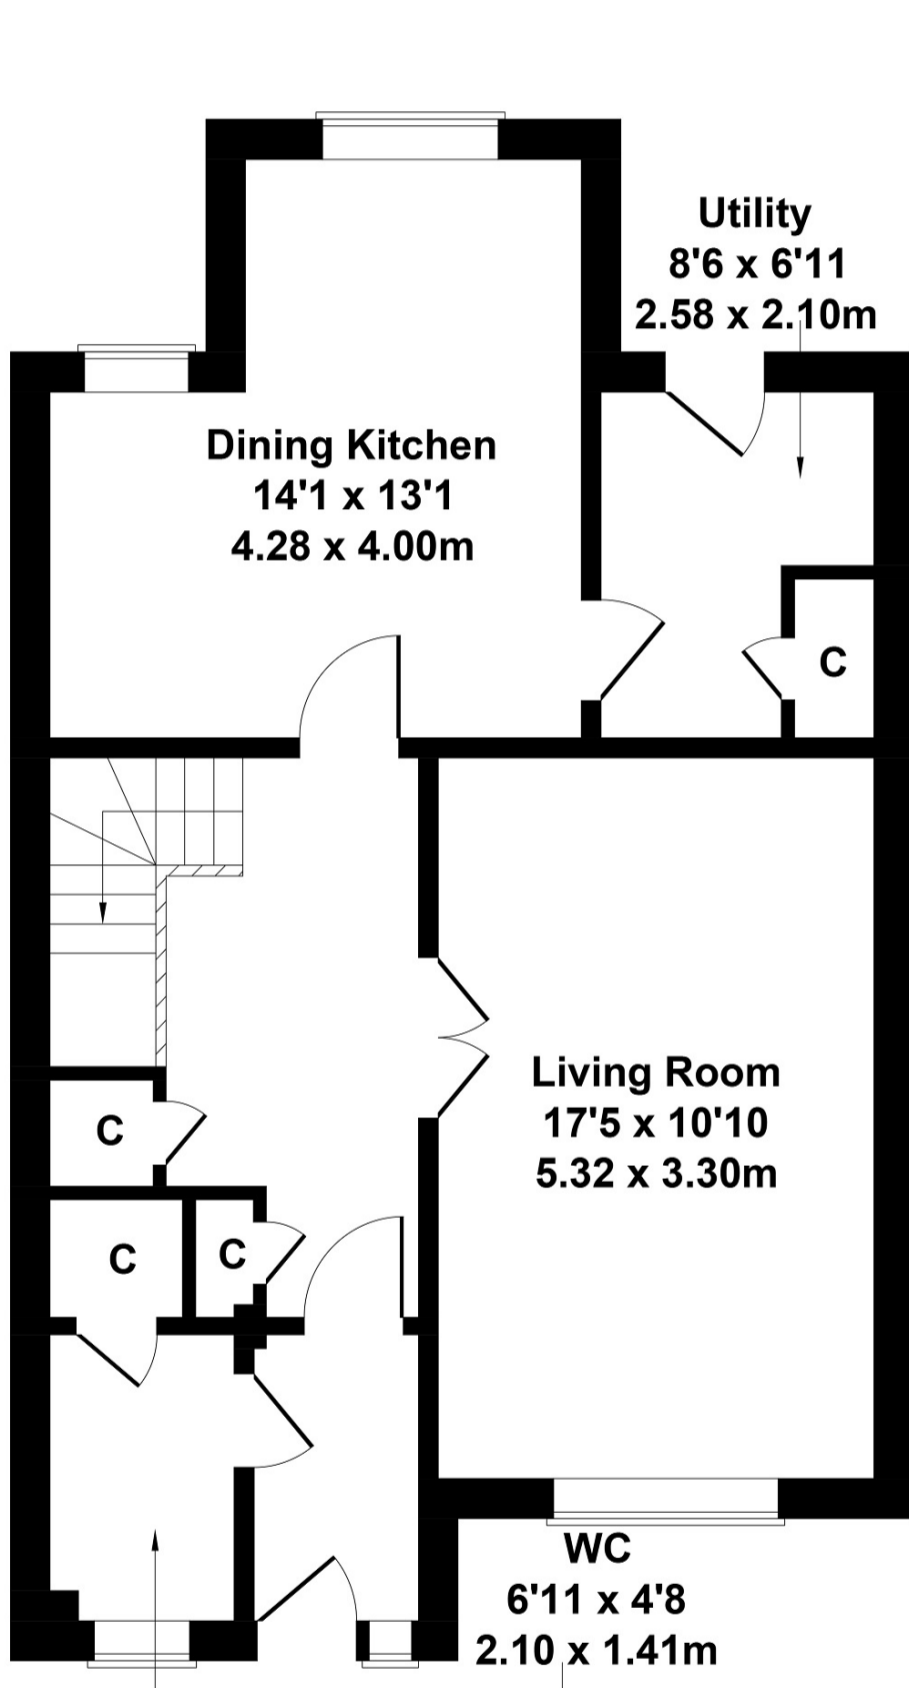 Utility
8'6 x 6'11
2.58 x 2.10m
Dining Kitchen
14'1 x 13'1
4.28 x 4.00m
C
Living Room
17'5 x 10'10
5.32 x 3.30m
C
C
C
WC
6'11 x 4'8
2.10 x 1.41m